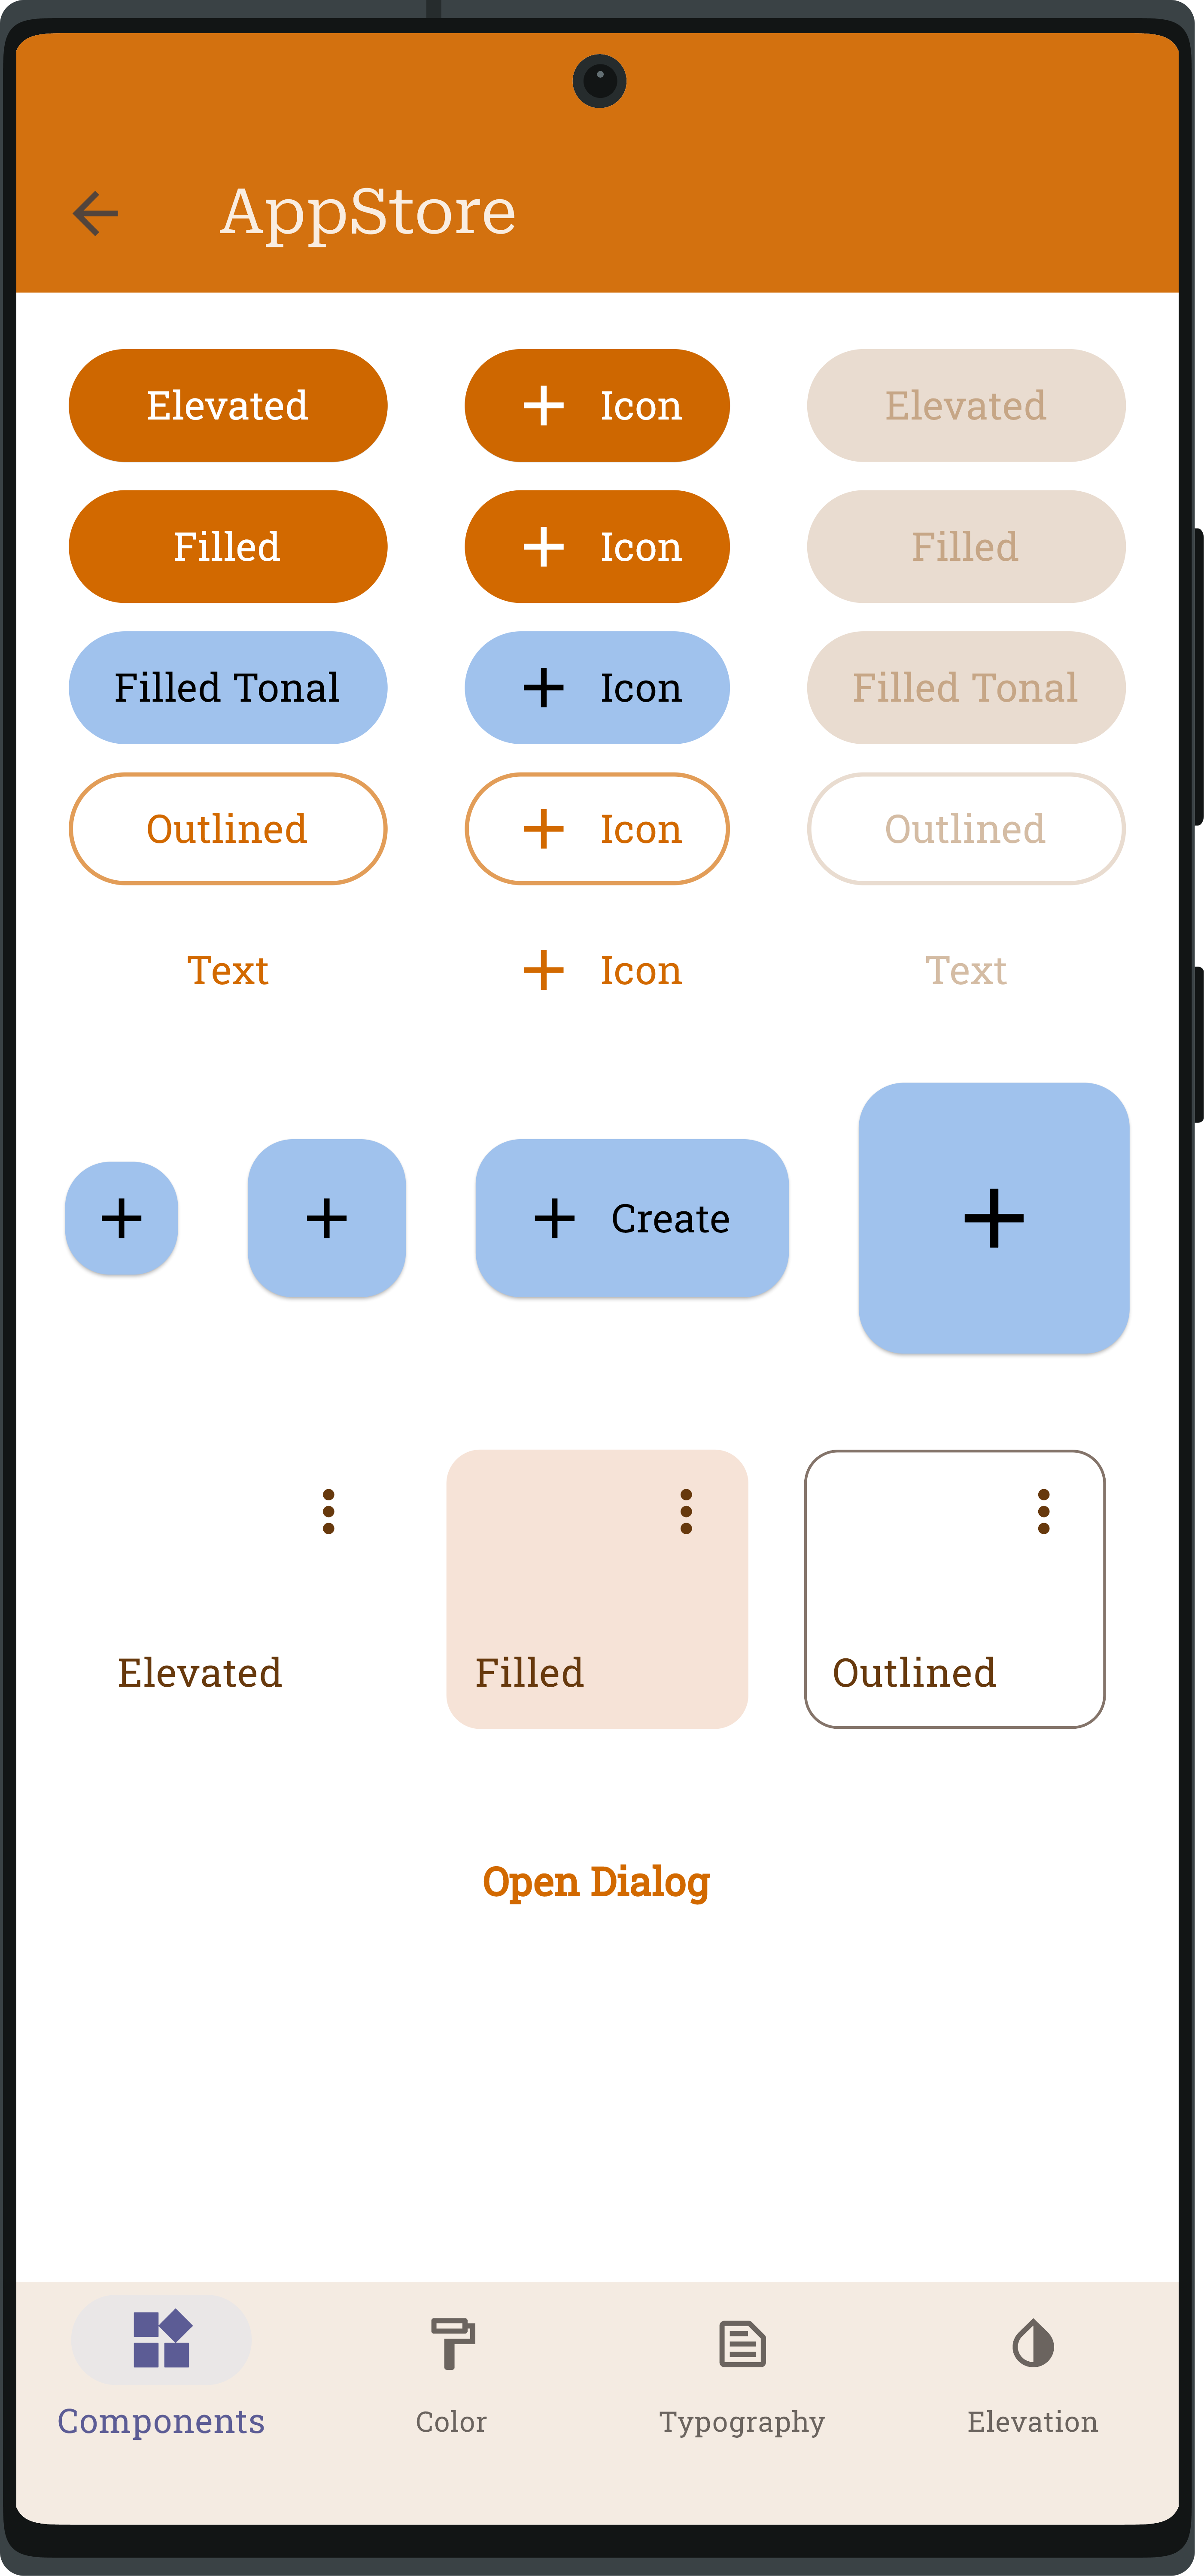 AppStore
Elevated Icon Elevated
Filled Icon Filled
Filled Tonal Icon Filled Tonal
Outlined Icon Outlined
Text Icon Text
Create
Elevated Filled Outlined
Open Dialog
Components Color Typography Elevation